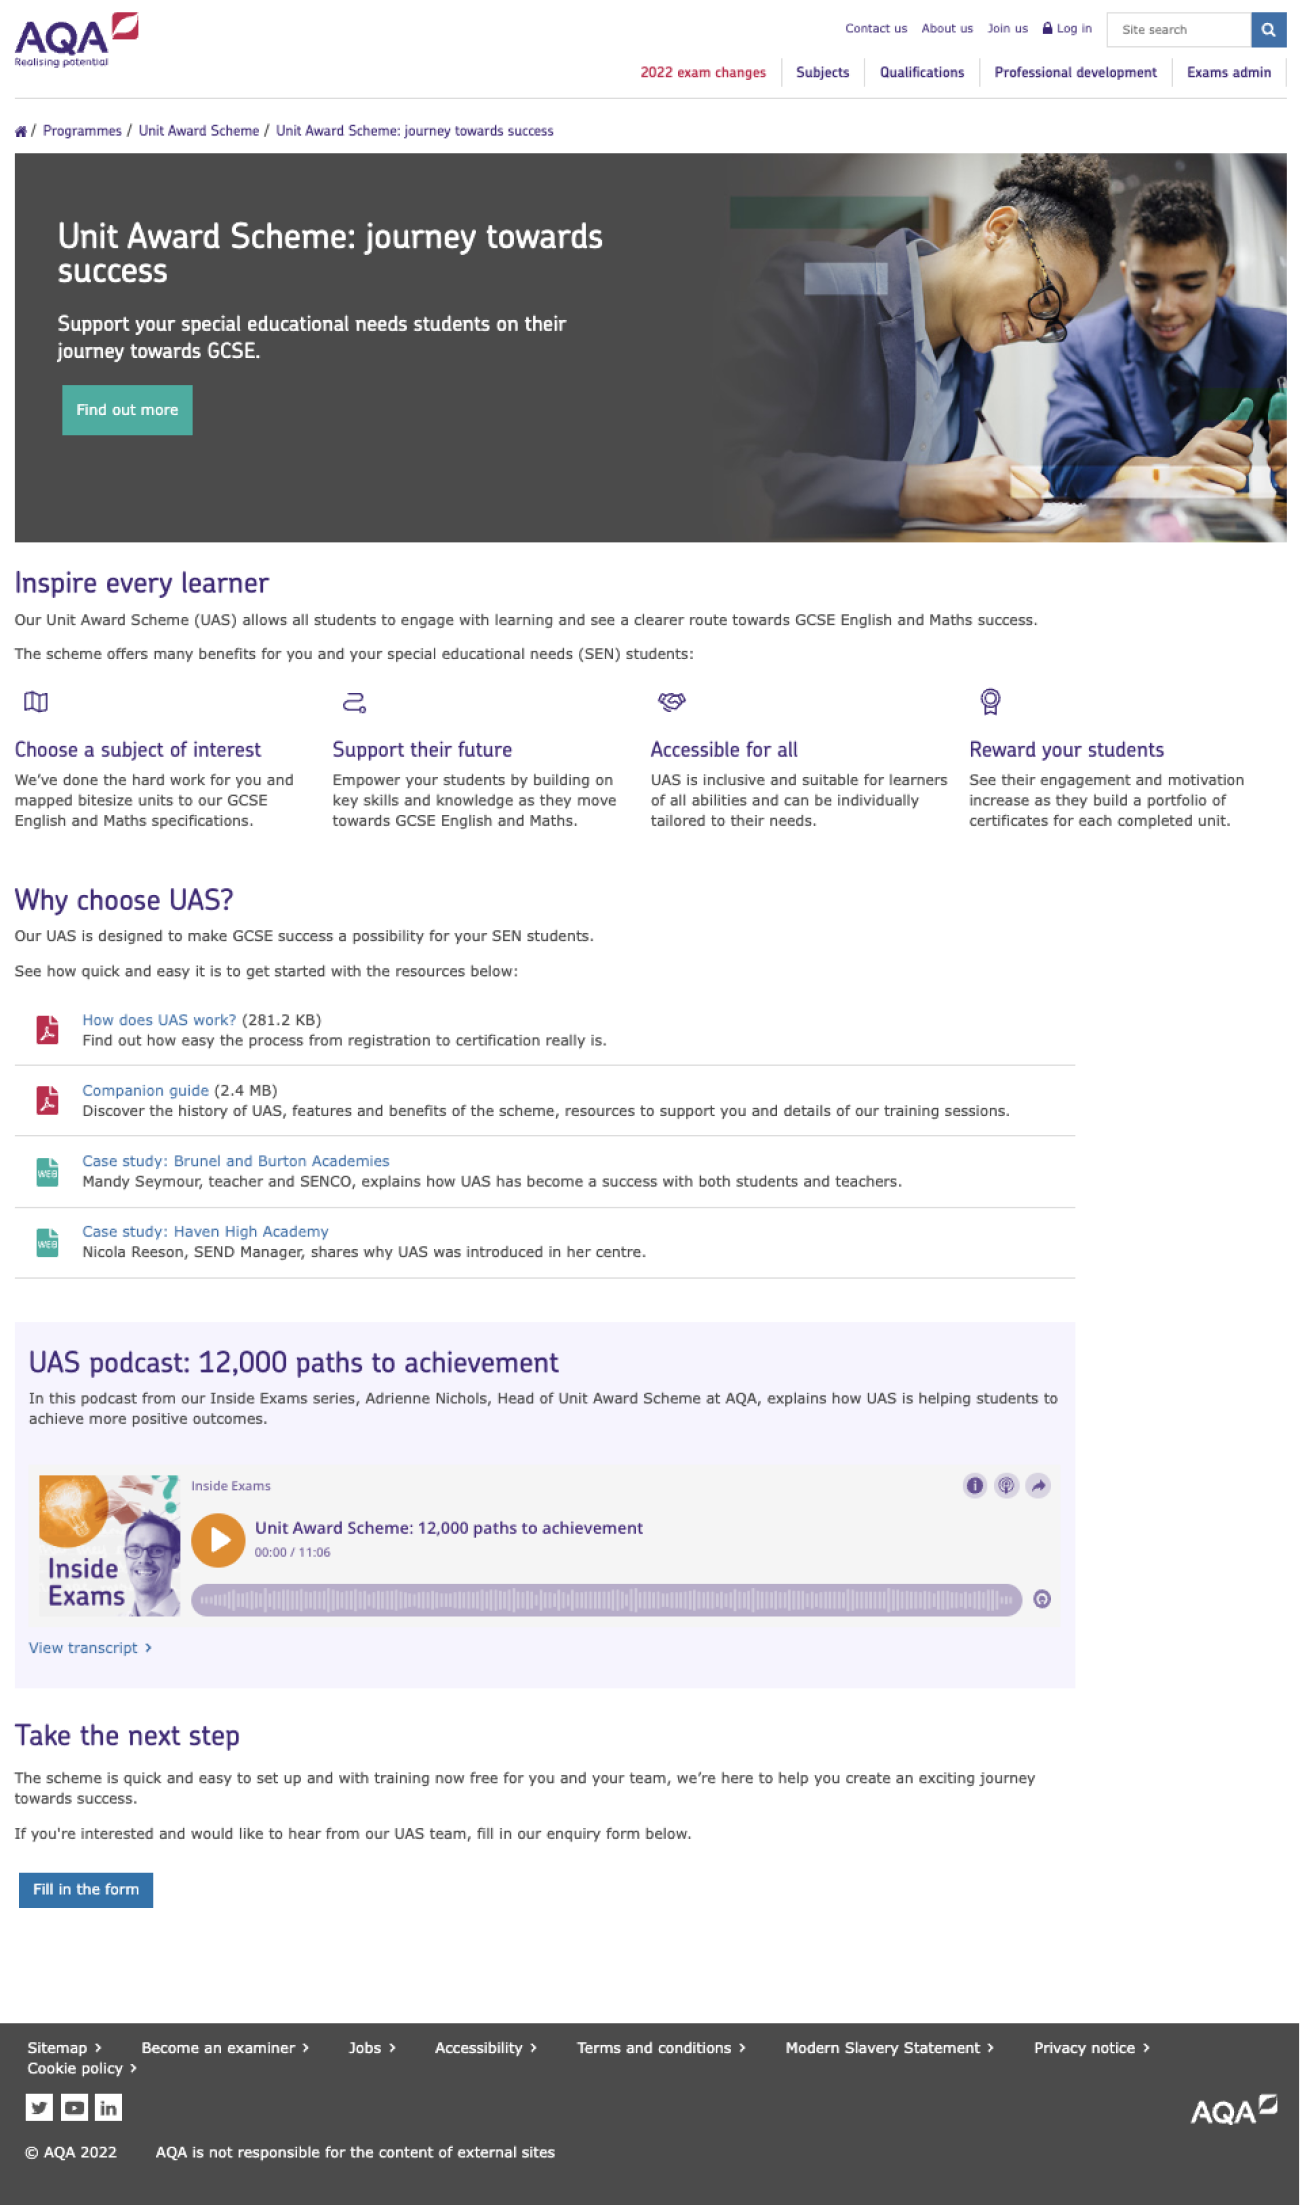 AQA
Realising potential
Contact us About us Join us Log in Site search
2022 exam changes Subjects Qualifications Professional development Exams admin
/ Programmes / Unit Award Scheme / Unit Award Scheme: journey towards success
Unit Award Scheme: journey towards
success
Support your special educational needs students on their
journey towards GCSE.
Find out more
Inspire every learner
Our Unit Award Scheme (UAS) allows all students to engage with learning and see a clearer route towards GCSE English and Maths success.
The scheme offers many benefits for you and your special educational needs (SEN) students:
Choose a subject of interest
We've done the hard work for you and
mapped bitesize units to our GCSE
English and Maths specifications.
Support their future
Empower your students by building on
key skills and knowledge as they move
towards GCSE English and Maths.
Accessible for all
UAS is inclusive and suitable for learners
of all abilities and can be individually
tailored to their needs.
Reward your students
See their engagement and motivation
increase as they build a portfolio of
certificates for each completed unit.
Why choose UAS?
Our UAS is designed to make GCSE success a possibility for your SEN students.
See how quick and easy it is to get started with the resources below:
How does UAS work? (281.2 KB)
Find out how easy the process from registration to certification really is.
Companion guide (2.4 MB)
Discover the history of UAS, features and benefits of the scheme, resources to support you and details of our training sessions.
WEB
Case study: Brunel and Burton Academies
Mandy Seymour, teacher and SENCO, explains how UAS has become a success with both students and teachers.
WEB
Case study: Haven High Academy
Nicola Reeson, SEND Manager, shares why UAS was introduced in her centre.
UAS podcast: 12,000 paths to achievement
In this podcast from our Inside Exams series, Adrienne Nichols, Head of Unit Award Scheme at AQA, explains how UAS is helping students to
achieve more positive outcomes.
Inside
Exams
Inside Exams
Unit Award Scheme: 12,000 paths to achievement
00:00 / 11:06
View transcript
Take the next step
The scheme is quick and easy to set up and with training now free for you and your team, we're here to help you create an exciting journey
towards success.
If you're interested and would like to hear from our UAS team, fill in our enquiry form below.
Fill in the form
Sitemap Become an examiner Jobs Accessibility Terms and conditions Modern Slavery Statement Privacy notice
Cookie policy
in
AQA
© AQA 2022 AQA is not responsible for the content of external sites